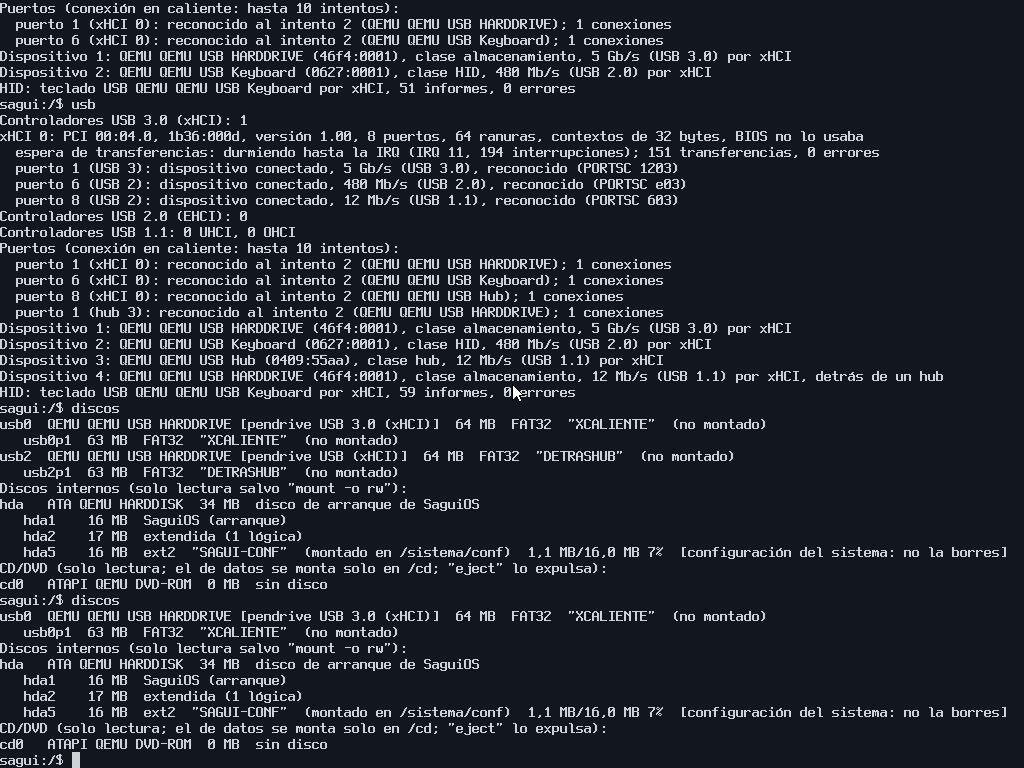 Puertos (conexión en caliente: hasta 10 intentos):
  puerto 1 (xHCI 0): reconocido al intento 2 (QEMU QEMU USB HARDDRIVE); 1 conexiones
  puerto 6 (xHCI 0): reconocido al intento 2 (QEMU QEMU USB Keyboard); 1 conexiones
Dispositivo 1: QEMU QEMU USB HARDDRIVE (46f4:0001), clase almacenamiento, 5 Gb/s (USB 3.0) por xHCI
Dispositivo 2: QEMU QEMU USB Keyboard (0627:0001), clase HID, 480 Mb/s (USB 2.0) por xHCI
HID: teclado USB QEMU QEMU USB Keyboard por xHCI, 51 informes, 0 errores
sagui:/$ usb
Controladores USB 3.0 (xHCI): 1
xHCI 0: PCI 00:04.0, 1b36:000d, versión 1.00, 8 puertos, 64 ranuras, contextos de 32 bytes, BIOS no lo usaba
  espera de transferencias: durmiendo hasta la IRQ (IRQ 11, 194 interrupciones); 151 transferencias, 0 errores
  puerto 1 (USB 3): dispositivo conectado, 5 Gb/s (USB 3.0), reconocido (PORTSC 1203)
  puerto 6 (USB 2): dispositivo conectado, 480 Mb/s (USB 2.0), reconocido (PORTSC e03)
  puerto 8 (USB 2): dispositivo conectado, 12 Mb/s (USB 1.1), reconocido (PORTSC 603)
Controladores USB 2.0 (EHCI): 0
Controladores USB 1.1: 0 UHCI, 0 OHCI
Puertos (conexión en caliente: hasta 10 intentos):
  puerto 1 (xHCI 0): reconocido al intento 2 (QEMU QEMU USB HARDDRIVE); 1 conexiones
  puerto 6 (xHCI 0): reconocido al intento 2 (QEMU QEMU USB Keyboard); 1 conexiones
  puerto 8 (xHCI 0): reconocido al intento 2 (QEMU QEMU USB Hub); 1 conexiones
  puerto 1 (hub 3): reconocido al intento 2 (QEMU QEMU USB HARDDRIVE); 1 conexiones
Dispositivo 1: QEMU QEMU USB HARDDRIVE (46f4:0001), clase almacenamiento, 5 Gb/s (USB 3.0) por xHCI
Dispositivo 2: QEMU QEMU USB Keyboard (0627:0001), clase HID, 480 Mb/s (USB 2.0) por xHCI
Dispositivo 3: QEMU QEMU USB Hub (0409:55aa), clase hub, 12 Mb/s (USB 1.1) por xHCI
Dispositivo 4: QEMU QEMU USB HARDDRIVE (46f4:0001), clase almacenamiento, 12 Mb/s (USB 1.1) por xHCI, detrás de un hub
HID: teclado USB QEMU QEMU USB Keyboard por xHCI, 59 informes, 0 errores
sagui:/$ discos
usb0  QEMU QEMU USB HARDDRIVE [pendrive USB 3.0 (xHCI)]  64 MB  FAT32  "XCALIENTE"  (no montado)
   usb0p1  63 MB  FAT32  "XCALIENTE"  (no montado)
usb2  QEMU QEMU USB HARDDRIVE [pendrive USB (xHCI)]  64 MB  FAT32  "DETRASHUB"  (no montado)
   usb2p1  63 MB  FAT32  "DETRASHUB"  (no montado)
Discos internos (solo lectura salvo "mount -o rw"):
hda   ATA QEMU HARDDISK  34 MB  disco de arranque de SaguiOS
   hda1    16 MB  SaguiOS (arranque)
   hda2    17 MB  extendida (1 lógica)
   hda5    16 MB  ext2  "SAGUI-CONF"  (montado en /sistema/conf)  1,1 MB/16,0 MB 7%  [configuración del sistema: no la borres]
CD/DVD (solo lectura; el de datos se monta solo en /cd; "eject" lo expulsa):
cd0   ATAPI QEMU DVD-ROM  0 MB  sin disco
sagui:/$ discos
usb0  QEMU QEMU USB HARDDRIVE [pendrive USB 3.0 (xHCI)]  64 MB  FAT32  "XCALIENTE"  (no montado)
   usb0p1  63 MB  FAT32  "XCALIENTE"  (no montado)
Discos internos (solo lectura salvo "mount -o rw"):
hda   ATA QEMU HARDDISK  34 MB  disco de arranque de SaguiOS
   hda1    16 MB  SaguiOS (arranque)
   hda2    17 MB  extendida (1 lógica)
   hda5    16 MB  ext2  "SAGUI-CONF"  (montado en /sistema/conf)  1,1 MB/16,0 MB 7%  [configuración del sistema: no la borres]
CD/DVD (solo lectura; el de datos se monta solo en /cd; "eject" lo expulsa):
cd0   ATAPI QEMU DVD-ROM  0 MB  sin disco
sagui:/$